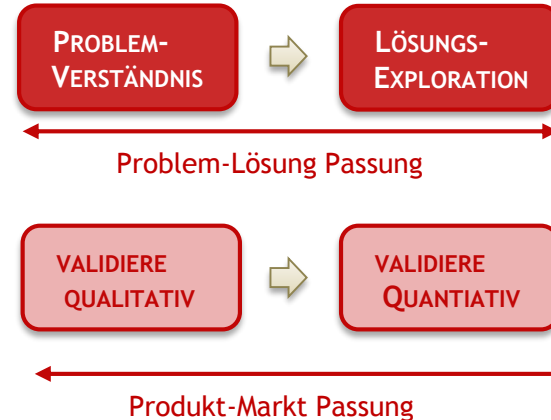 PROBLEM-
VERSTÄNDNIS
LÖSUNGS-
EXPLORATION
Problem-Lösung Passung
VALIDIERE
QUALITATIV
VALIDIERE
QUANTIATIV
Produkt-Markt Passung